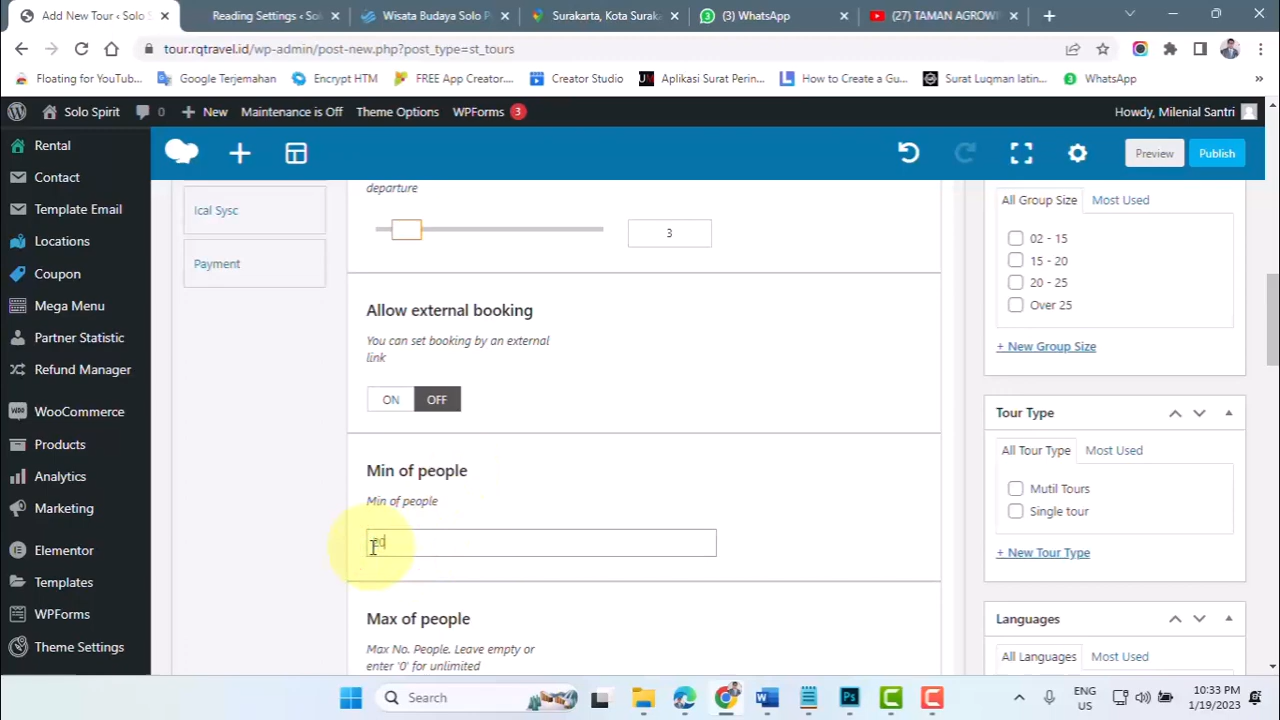 Add New Tour ‹ Solo S
Reading Settings ‹ Sol
Wisata Budaya Solo P
Surakarta, Kota Suraka
(3) WhatsApp
(27) TAMAN AGROWI
tour.rqtravel.id/wp-admin/post-new.php?post_type=st_tours
Floating for YouTub...
Google Terjemahan
Encrypt HTM
FREE App Creator....
Creator Studio
Aplikasi Surat Perin...
How to Create a Gu...
Surat Luqman latin...
WhatsApp
»
Solo Spirit
0
New
Maintenance is Off
Theme Options
WPForms 3
Howdy, Milenial Santri
Rental
Contact
Template Email
Locations
Coupon
Mega Menu
Partner Statistic
Refund Manager
WooCommerce
Products
Analytics
Marketing
Elementor
Templates
WPForms
Theme Settings
Preview
Publish
Ical Sysc
Payment
departure
3
Allow external booking
You can set booking by an external
link
ON OFF
Min of people
Min of people
Max of people
Max No. People. Leave empty or
enter '0' for unlimited
All Group Size
Most Used
02 - 15
15 - 20
20 - 25
Over 25
+ New Group Size
Tour Type
All Tour Type
Most Used
Mutil Tours
Single tour
+ New Tour Type
Languages
All Languages
Most Used
Search
ENG
US
10:33 PM
1/19/2023